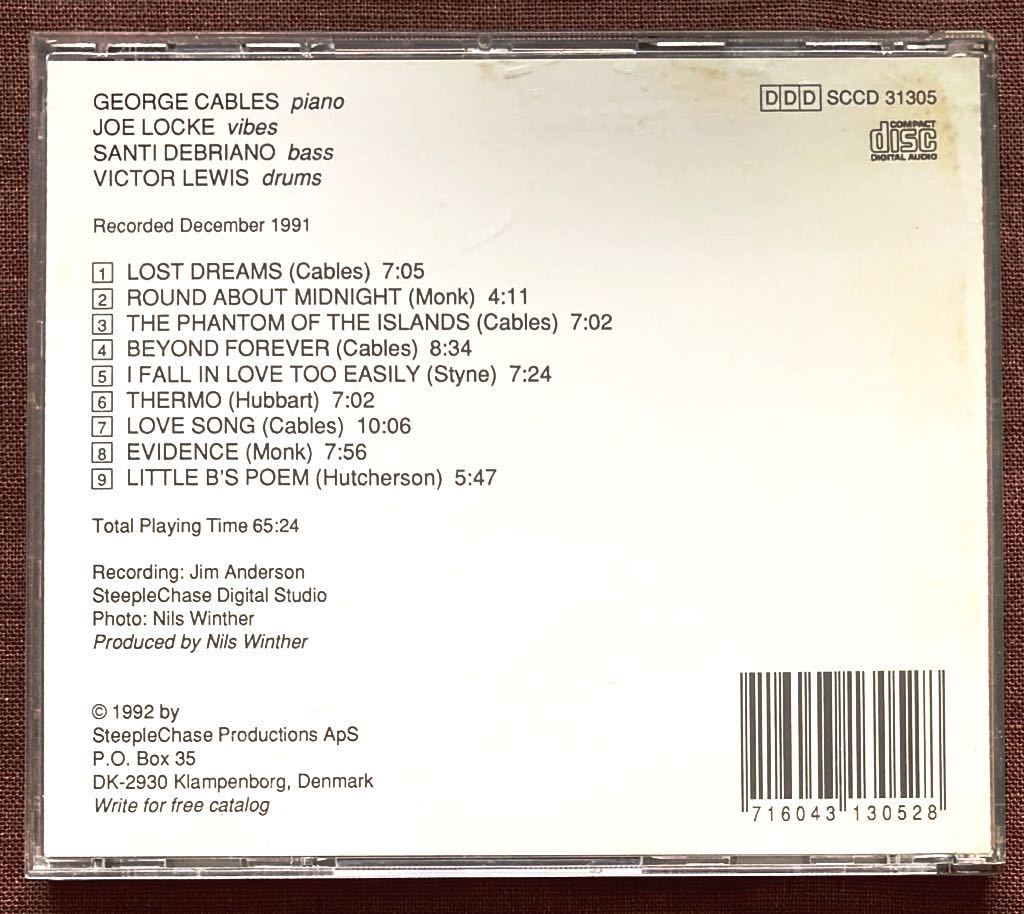 GEORGE CABLES piano
JOE LOCKE vibes
SANTI DEBRIANO bass
VICTOR LEWIS drums
DDD SCCD 31305
COMPACT
disc
DIGITAL AUDIO
Recorded December 1991
1 LOST DREAMS (Cables) 7:05
2 ROUND ABOUT MIDNIGHT (Monk) 4:11
3 THE PHANTOM OF THE ISLANDS (Cables) 7:02
4 BEYOND FOREVER (Cables) 8:34
5 I FALL IN LOVE TOO EASILY (Styne) 7:24
6 THERMO (Hubbart) 7:02
7 LOVE SONG (Cables) 10:06
8 EVIDENCE (Monk) 7:56
9 LITTLE B'S POEM (Hutcherson) 5:47
Total Playing Time 65:24
Recording: Jim Anderson
SteepleChase Digital Studio
Photo: Nils Winther
Produced by Nils Winther
© 1992 by
SteepleChase Productions ApS
P.O. Box 35
DK-2930 Klampenborg, Denmark
Write for free catalog
716043 130528